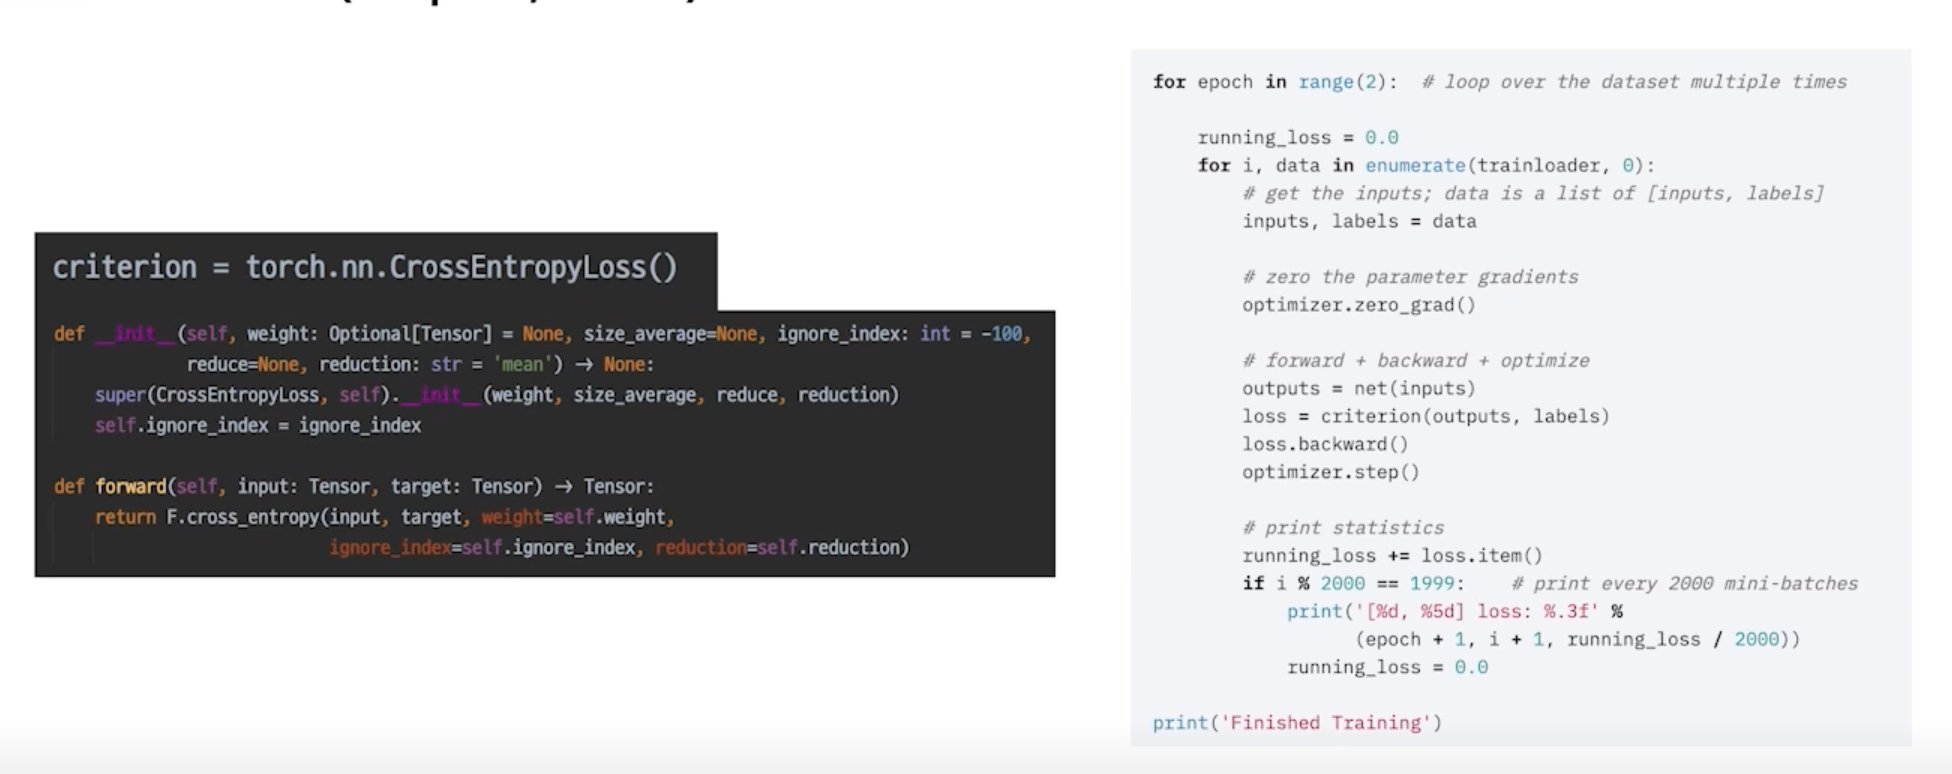 criterion = torch.nn.CrossEntropyLoss()
def __init__(self, weight: Optional[Tensor] = None, size_average=None, ignore_index: int = -100,
reduce=None, reduction: str = 'mean') → None:
super(CrossEntropyLoss, self).__init__(weight, size_average, reduce, reduction)
self.ignore_index = ignore_index
def forward(self, input: Tensor, target: Tensor) → Tensor:
return F.cross_entropy(input, target, weight=self.weight,
ignore_index=self.ignore_index, reduction=self.reduction)
for epoch in range(2):  # loop over the dataset multiple times
running_loss = 0.0
for i, data in enumerate(trainloader, 0):
# get the inputs; data is a list of [inputs, labels]
inputs, labels = data
# zero the parameter gradients
optimizer.zero_grad()
# forward + backward + optimize
outputs = net(inputs)
loss = criterion(outputs, labels)
loss.backward()
optimizer.step()
# print statistics
running_loss += loss.item()
if i % 2000 == 1999:    # print every 2000 mini-batches
print('[%d, %5d] loss: %.3f' %
(epoch + 1, i + 1, running_loss / 2000))
running_loss = 0.0
print('Finished Training')